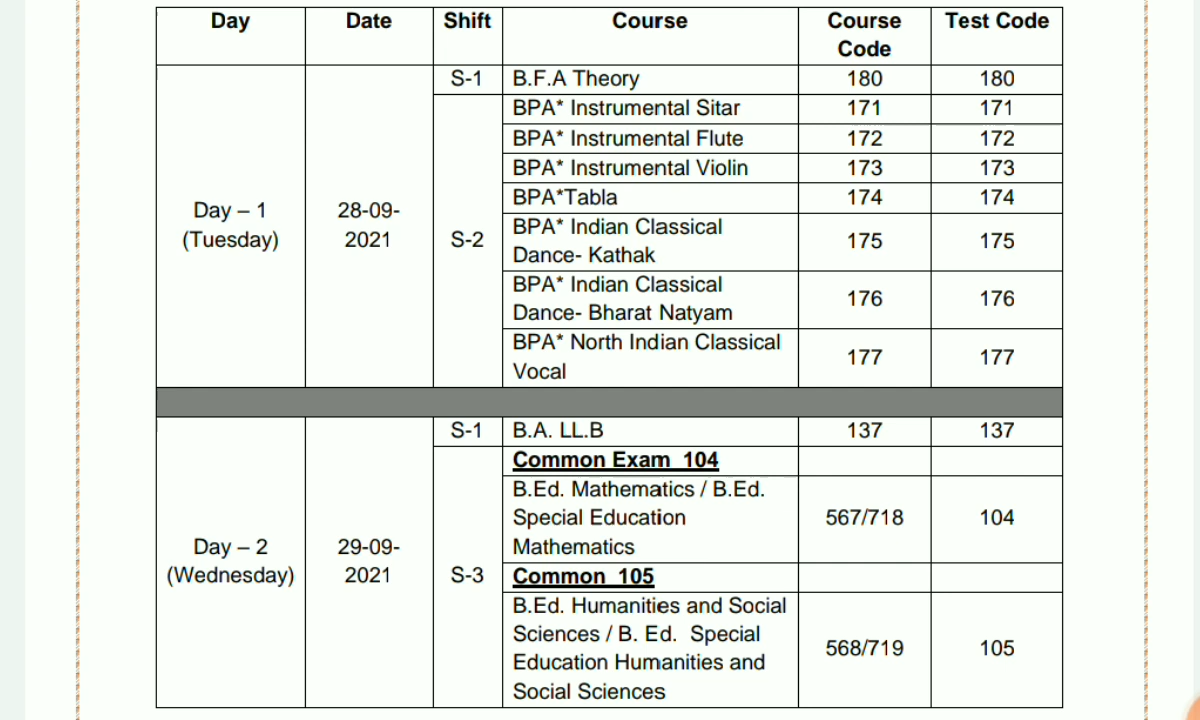 Day Date Shift Course Course Code Test Code
S-1 B.F.A Theory 180 180
Day – 1 (Tuesday) 28-09-2021 S-2
BPA* Instrumental Sitar 171 171
BPA* Instrumental Flute 172 172
BPA* Instrumental Violin 173 173
BPA*Tabla 174 174
BPA* Indian Classical
Dance- Kathak 175 175
BPA* Indian Classical
Dance- Bharat Natyam 176 176
BPA* North Indian Classical
Vocal 177 177
S-1 B.A. LL.B 137 137
Day – 2 (Wednesday) 29-09-2021 S-3
Common Exam 104
B.Ed. Mathematics / B.Ed.
Special Education 567/718 104
Mathematics
Common 105
B.Ed. Humanities and Social
Sciences / B. Ed. Special
Education Humanities and 568/719 105
Social Sciences